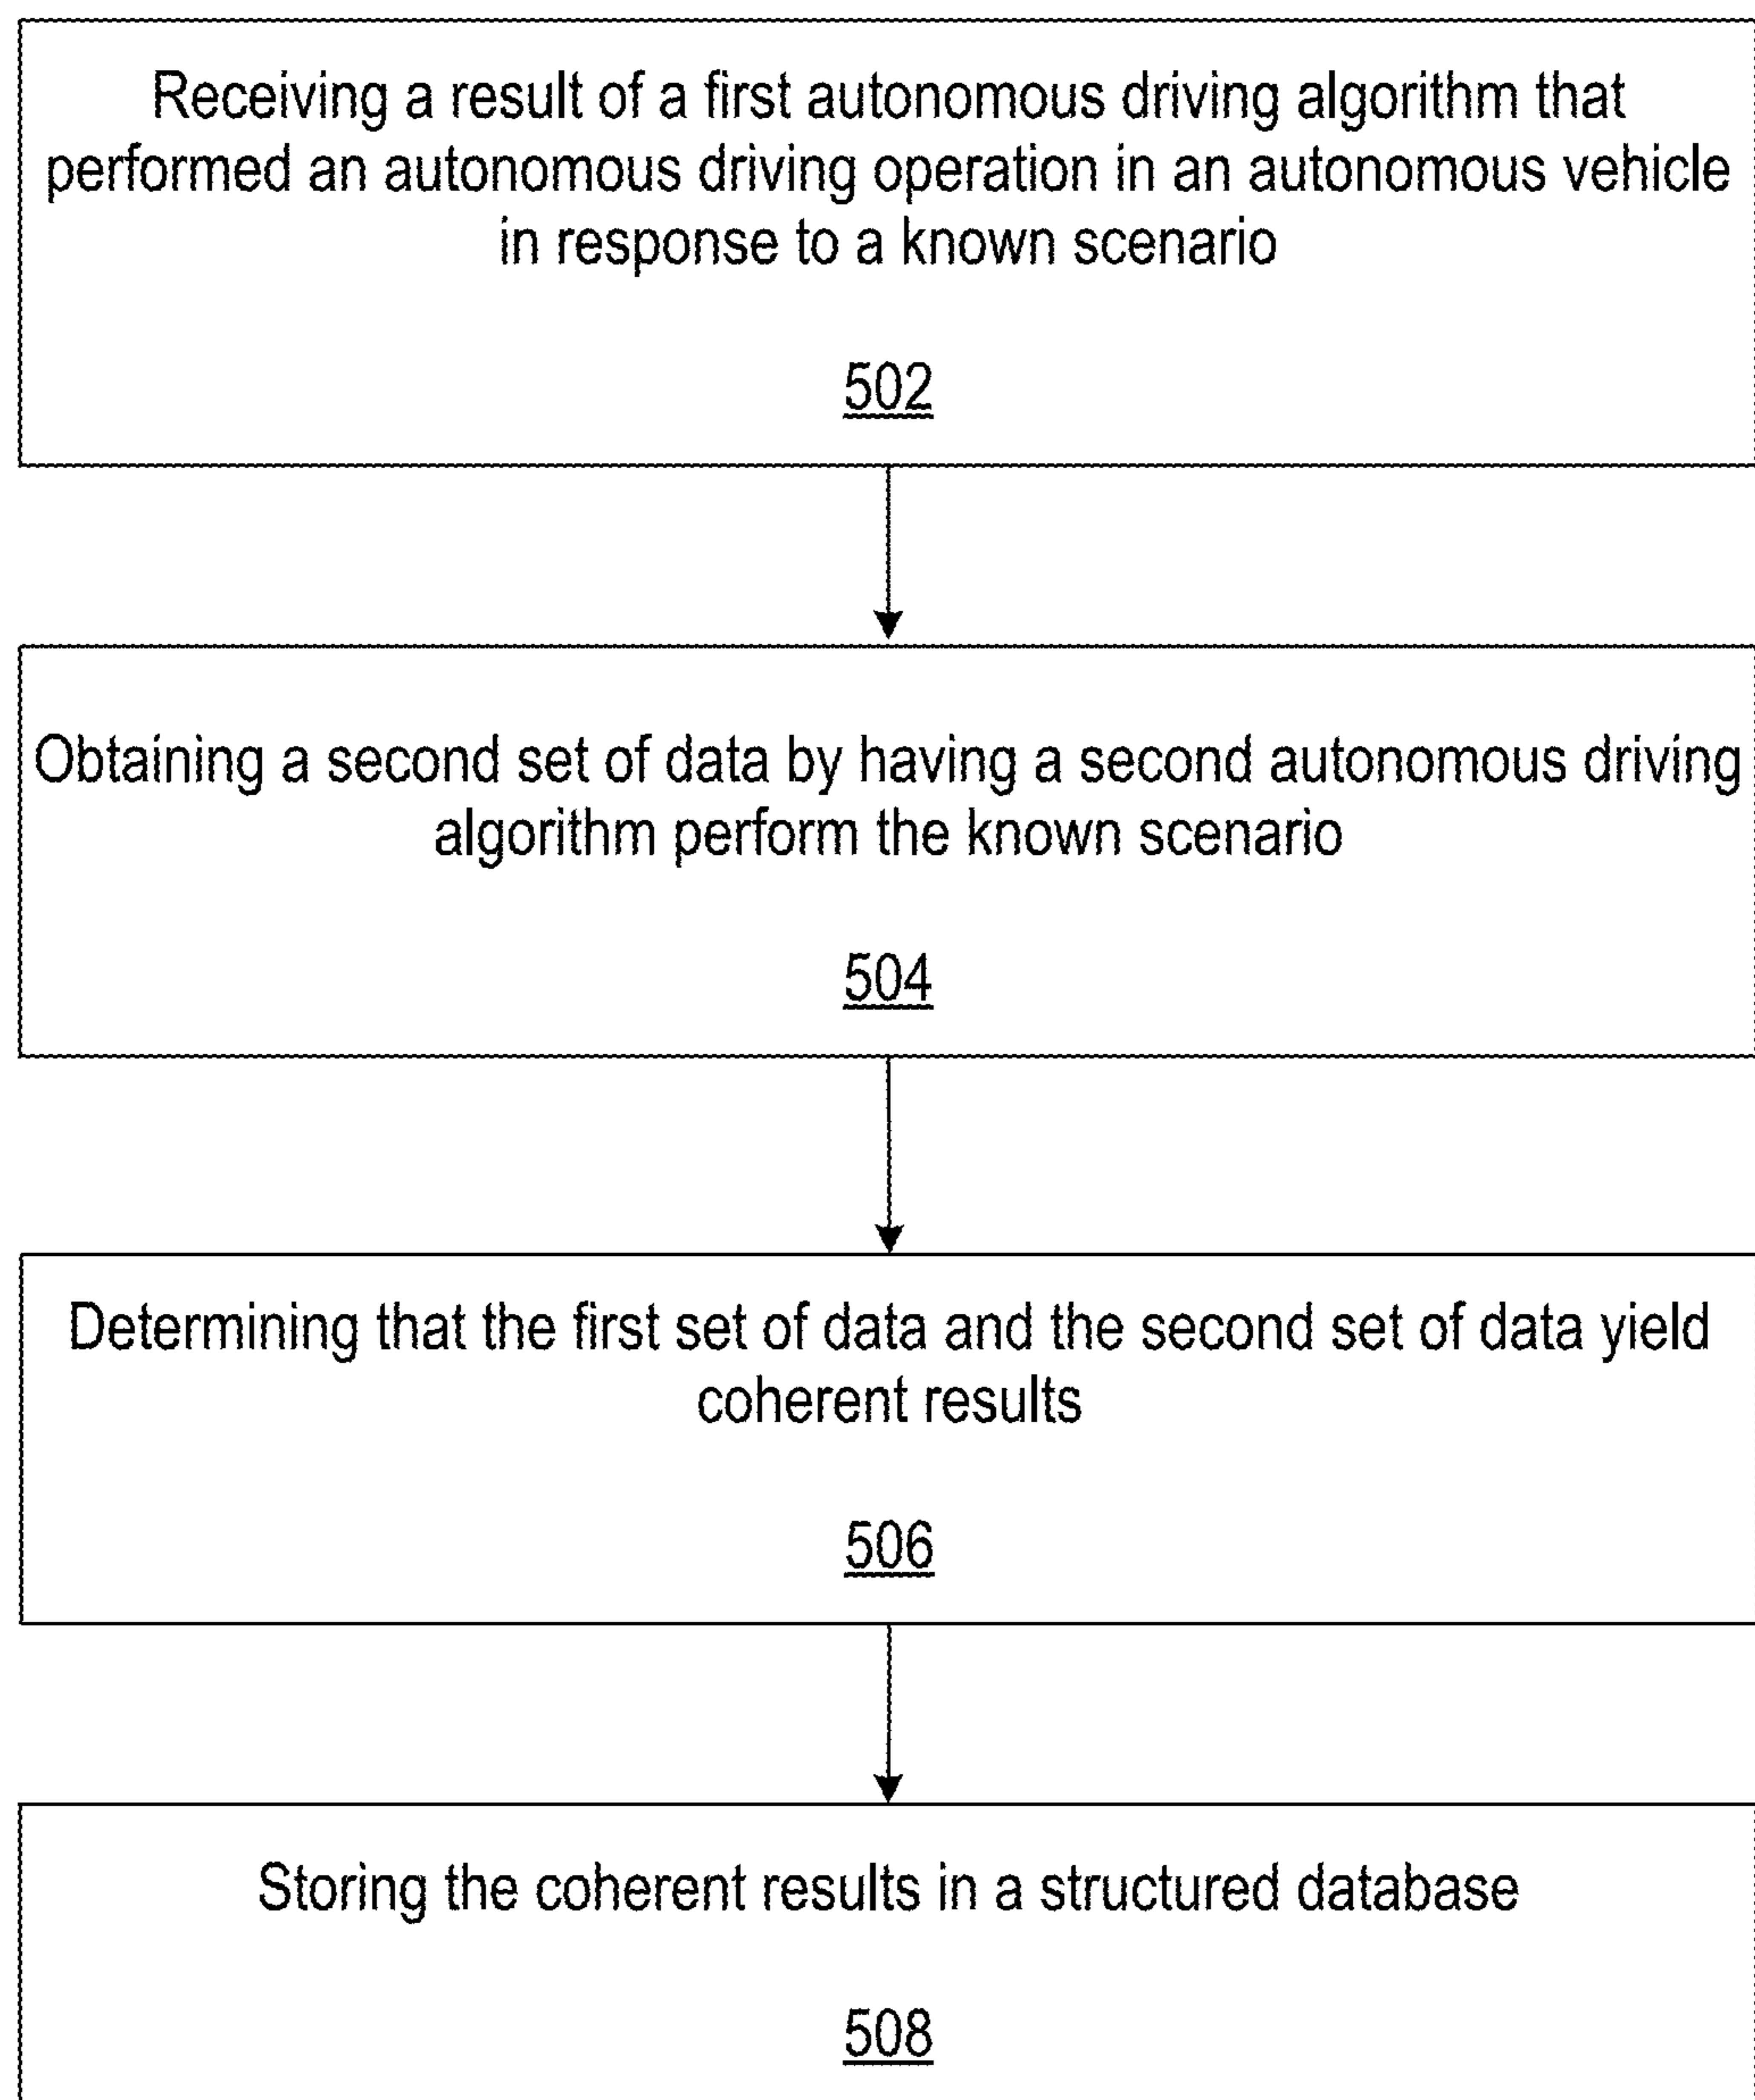 Receiving a result of a first autonomous driving algorithm that
performed an autonomous driving operation in an autonomous vehicle
in response to a known scenario
502
Obtaining a second set of data by having a second autonomous driving
algorithm perform the known scenario
504
Determining that the first set of data and the second set of data yield
coherent results
506
Storing the coherent results in a structured database
508